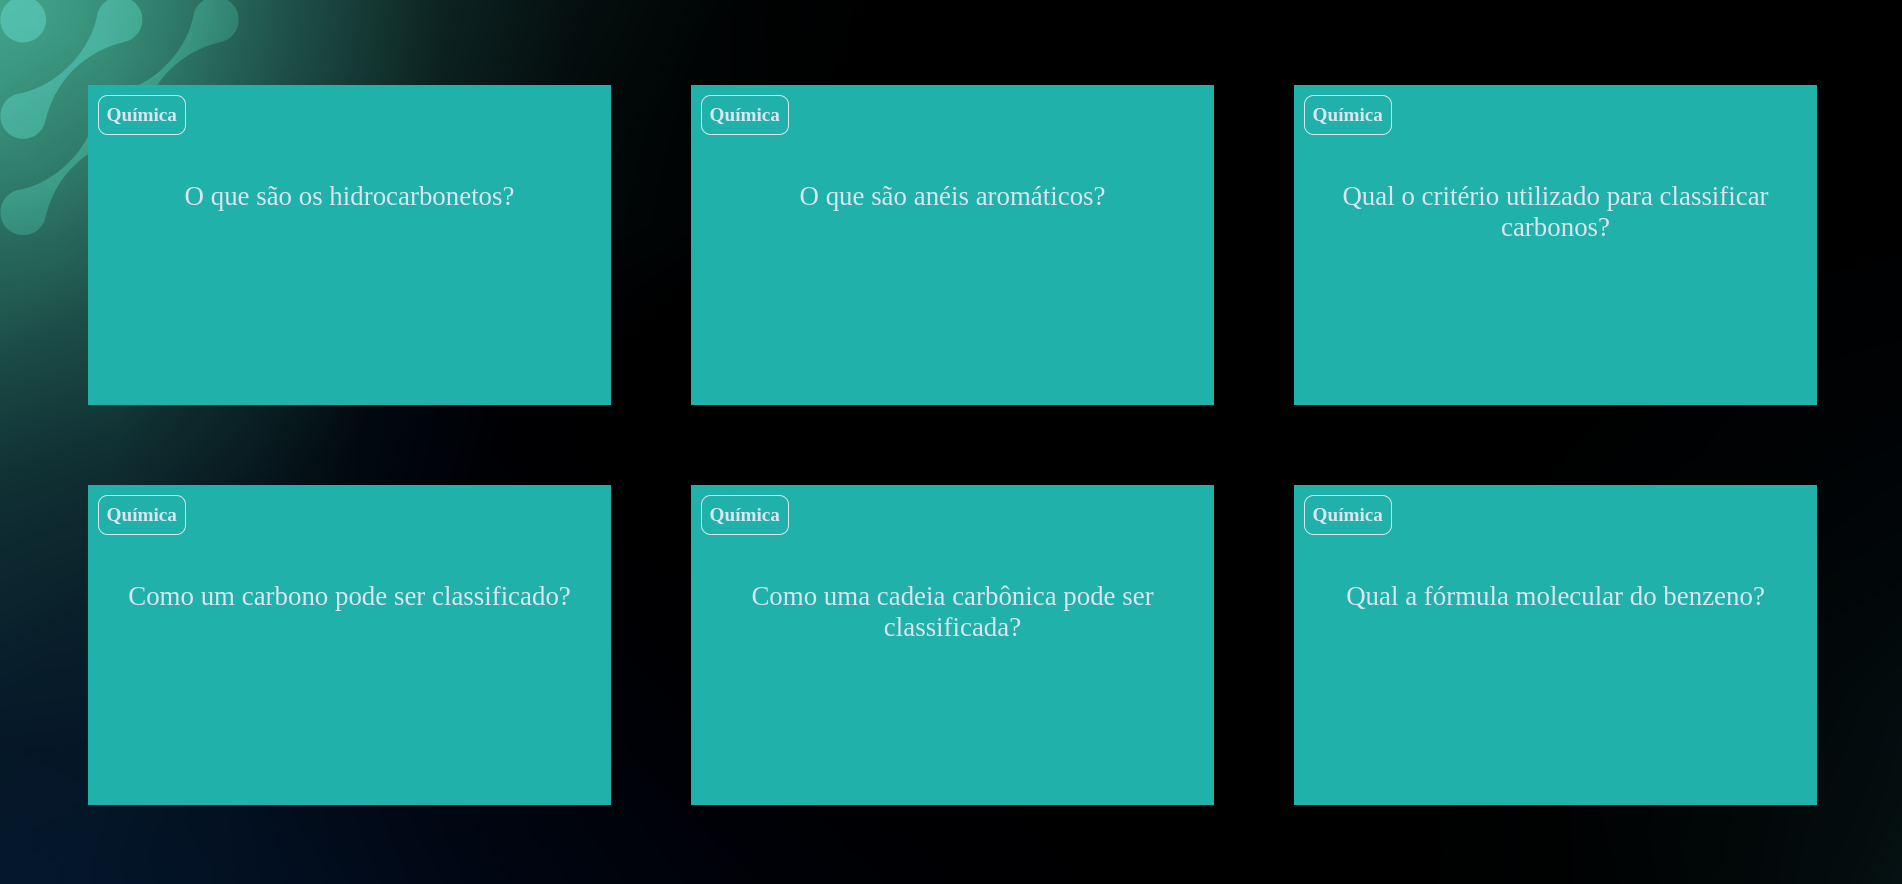 Química
O que são os hidrocarbonetos?
Química
O que são anéis aromáticos?
Química
Qual o critério utilizado para classificar
carbonos?
Química
Como um carbono pode ser classificado?
Química
Como uma cadeia carbônica pode ser
classificada?
Química
Qual a fórmula molecular do benzeno?